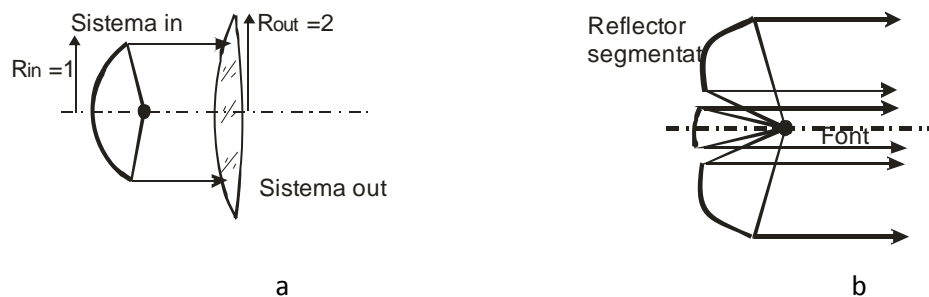 Sistema in
Rout =2
Rin =1
Sistema out
a
Reflector
segmentat
Font
b